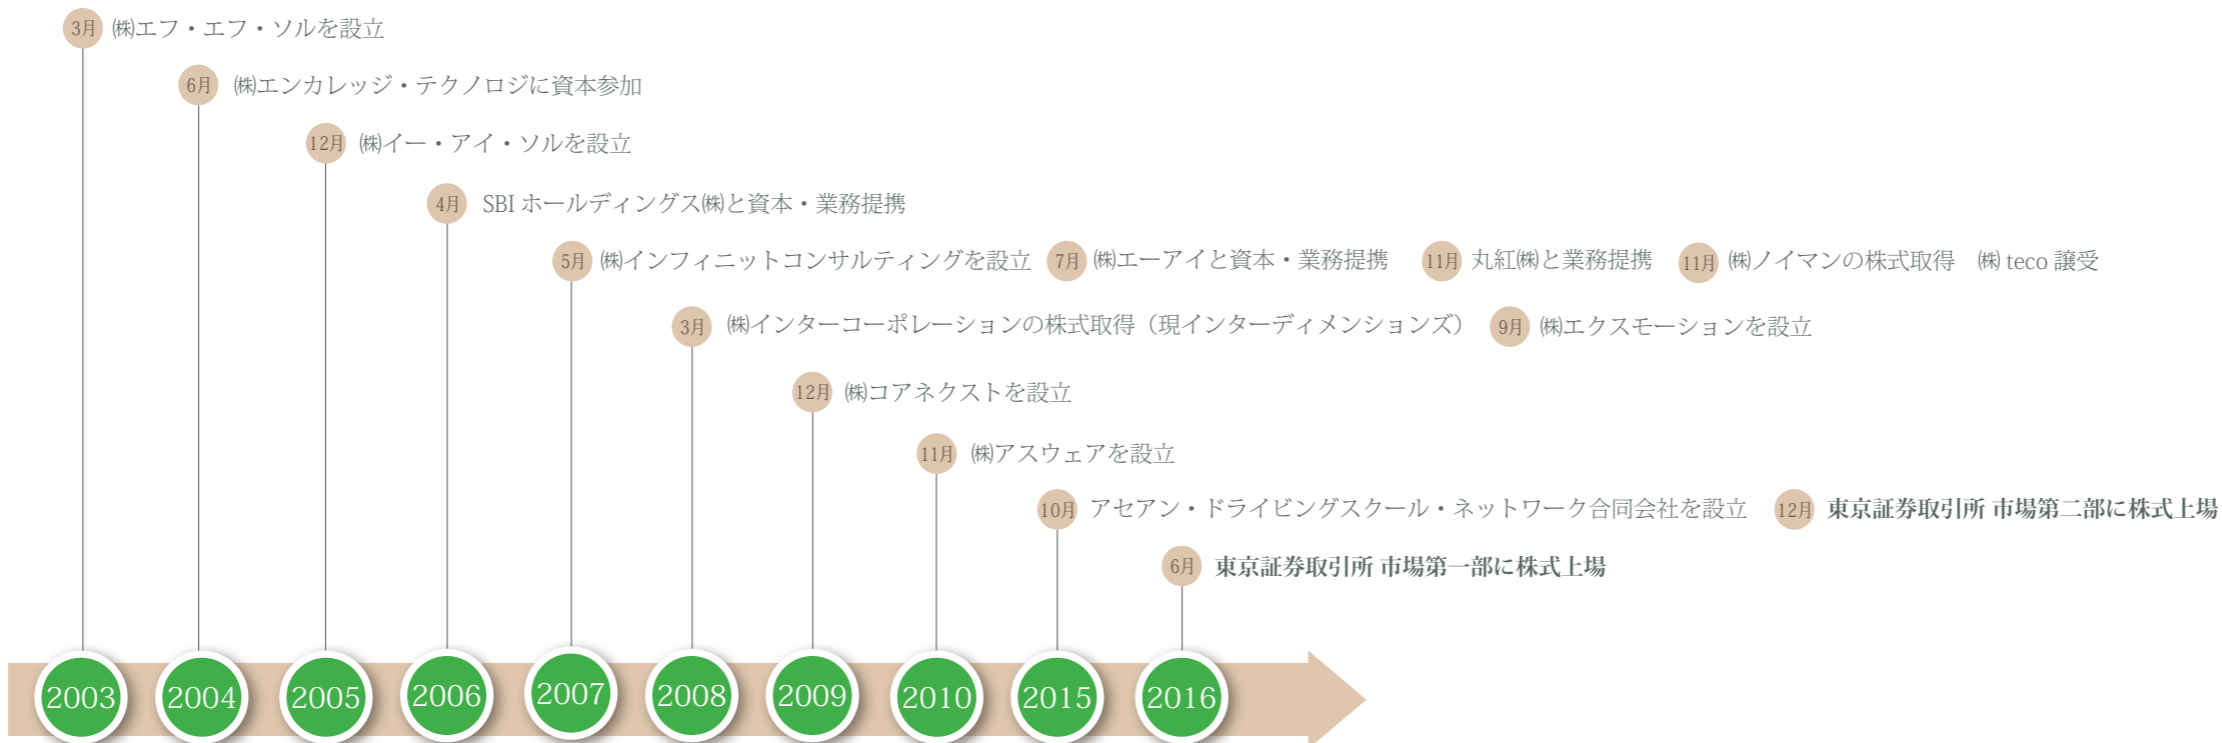 3月 ㈱エフ・エフ・ソルを設立
6月 ㈱エンカレッジ・テクノロジに資本参加
12月 ㈱イー・アイ・ソルを設立
4月 SBI ホールディングス㈱と資本・業務提携
5月 ㈱インフィニットコンサルティングを設立 7月 ㈱エーアイと資本・業務提携 11月 丸紅㈱と業務提携 11月 ㈱ノイマンの株式取得　㈱ teco 譲受
3月 ㈱インターコーポレーションの株式取得（現インターディメンションズ） 9月 ㈱エクスモーションを設立
12月 ㈱コアネクストを設立
11月 ㈱アスウェアを設立
10月 アセアン・ドライビングスクール・ネットワーク合同会社を設立 12月 東京証券取引所 市場第二部に株式上場
6月 東京証券取引所 市場第一部に株式上場
2003 2004 2005 2006 2007 2008 2009 2010 2015 2016